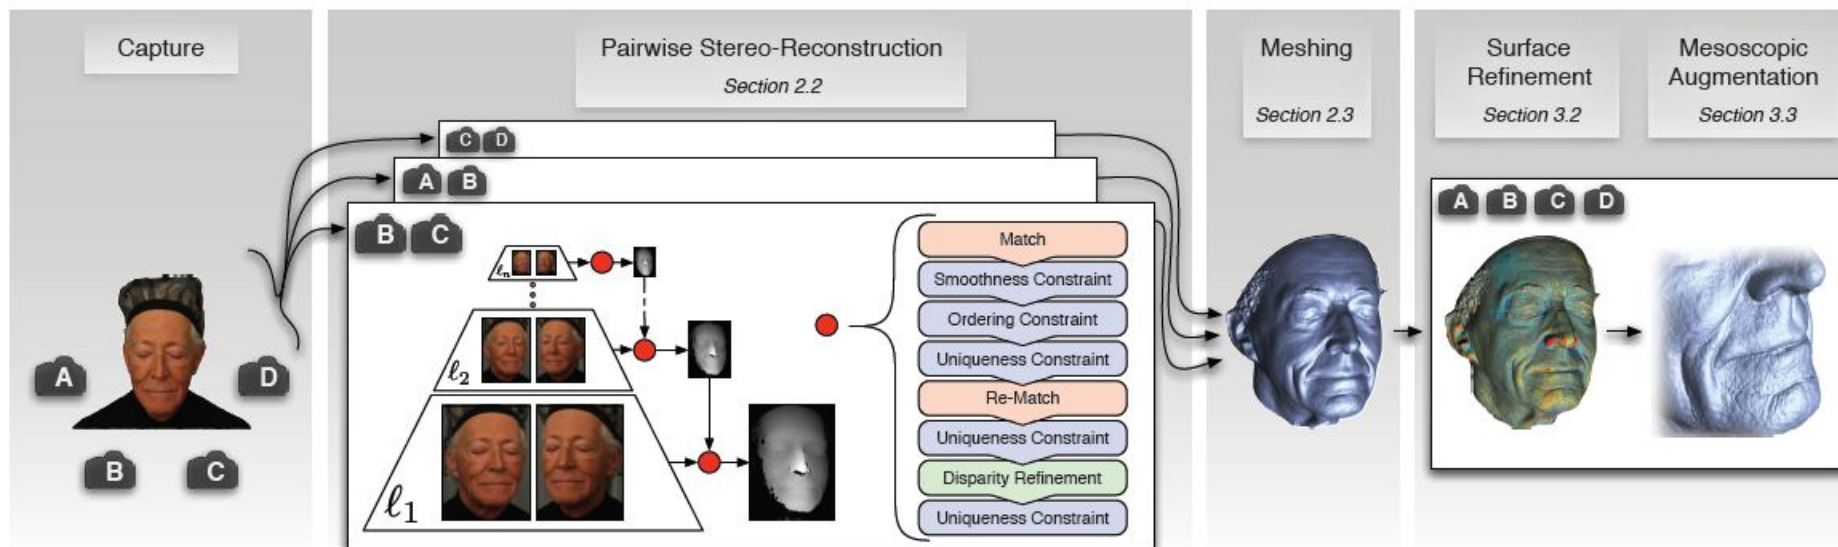 Capture
Pairwise Stereo-Reconstruction
Section 2.2
Meshing
Section 2.3
Surface
Refinement
Section 3.2
Mesoscopic
Augmentation
Section 3.3
C D
A B
B C
A B C D
ℓn
ℓ2
ℓ1
Match
Smoothness Constraint
Ordering Constraint
Uniqueness Constraint
Re-Match
Uniqueness Constraint
Disparity Refinement
Uniqueness Constraint
A D
B C